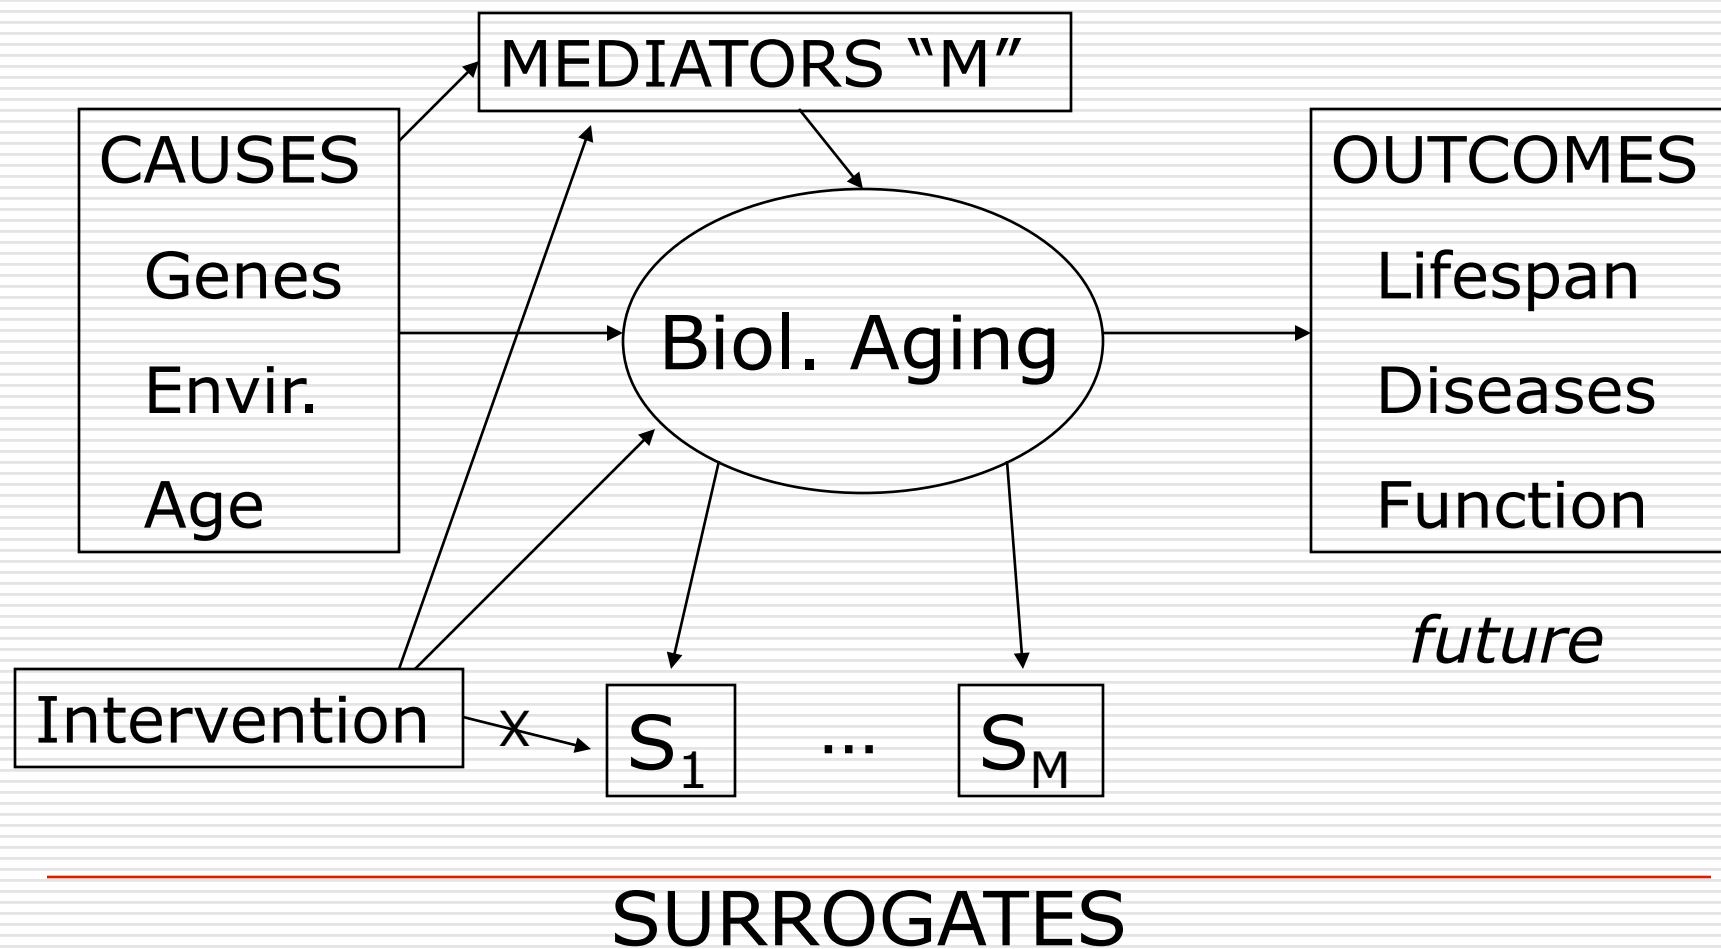 MEDIATORS “M”
CAUSES
Genes
Envir.
Age
Biol. Aging
OUTCOMES
Lifespan
Diseases
Function
future
Intervention
X
S1 ... SM
SURROGATES